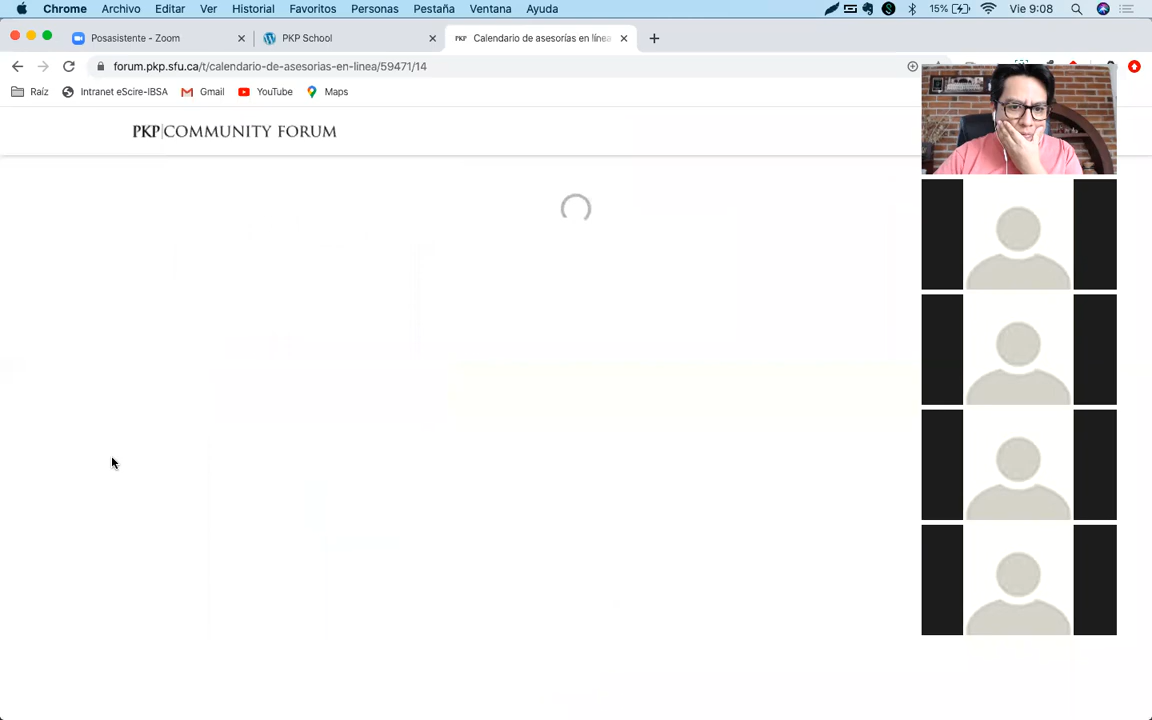 Chrome Archivo Editar Ver Historial Favoritos Personas Pestaña Ventana Ayuda 15% Vie 9:08
Posasistente - Zoom PKP School PKP Calendario de asesorías en línea
forum.pkp.sfu.ca/t/calendario-de-asesorias-en-linea/59471/14
Raíz Intranet eScire-IBSA Gmail YouTube Maps
PKP|COMMUNITY FORUM